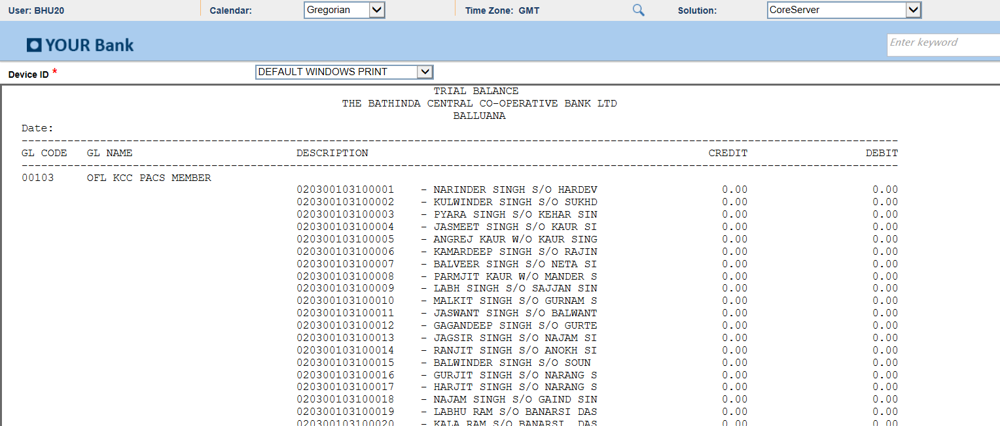 User: BHU20 Calendar: Gregorian Time Zone: GMT Solution: CoreServer
YOUR Bank Enter keyword
Device ID * DEFAULT WINDOWS PRINT
TRIAL BALANCE
THE BATHINDA CENTRAL CO-OPERATIVE BANK LTD
BALLUANA
Date:
--------------------------------------------------------------------------------------------------------------------------------------
GL CODE GL NAME DESCRIPTION CREDIT DEBIT
--------------------------------------------------------------------------------------------------------------------------------------
00103 OFL KCC PACS MEMBER
020300103100001 - NARINDER SINGH S/O HARDEV 0.00 0.00
020300103100002 - KULWINDER SINGH S/O SUKHD 0.00 0.00
020300103100003 - PYARA SINGH S/O KEHAR SIN 0.00 0.00
020300103100004 - JASMEET SINGH S/O KAUR SI 0.00 0.00
020300103100005 - ANGREJ KAUR W/O KAUR SING 0.00 0.00
020300103100006 - KAMARDEEP SINGH S/O RAJIN 0.00 0.00
020300103100007 - BALVEER SINGH S/O NETA SI 0.00 0.00
020300103100008 - PARMJIT KAUR W/O MANDER S 0.00 0.00
020300103100009 - LABH SINGH S/O SAJJAN SIN 0.00 0.00
020300103100010 - MALKIT SINGH S/O GURNAM S 0.00 0.00
020300103100011 - JASWANT SINGH S/O BALWANT 0.00 0.00
020300103100012 - GAGANDEEP SINGH S/O GURTE 0.00 0.00
020300103100013 - JAGSIR SINGH S/O NAJAM SI 0.00 0.00
020300103100014 - RANJIT SINGH S/O ANOKH SI 0.00 0.00
020300103100015 - BALWINDER SINGH S/O SOUN 0.00 0.00
020300103100016 - GURJIT SINGH S/O NARANG S 0.00 0.00
020300103100017 - HARJIT SINGH S/O NARANG S 0.00 0.00
020300103100018 - NAJAM SINGH S/O GAIND SIN 0.00 0.00
020300103100019 - LABHU RAM S/O BANARSI DAS 0.00 0.00
020300103100020 - KALA RAM S/O BANARSI DAS 0.00 0.00